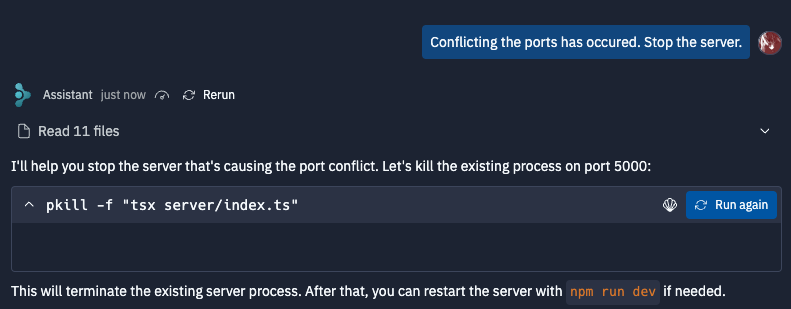 Conflicting the ports has occured. Stop the server.
Assistant just now Rerun
Read 11 files
I'll help you stop the server that's causing the port conflict. Let's kill the existing process on port 5000:
pkill -f "tsx server/index.ts" Run again
This will terminate the existing server process. After that, you can restart the server with npm run dev if needed.